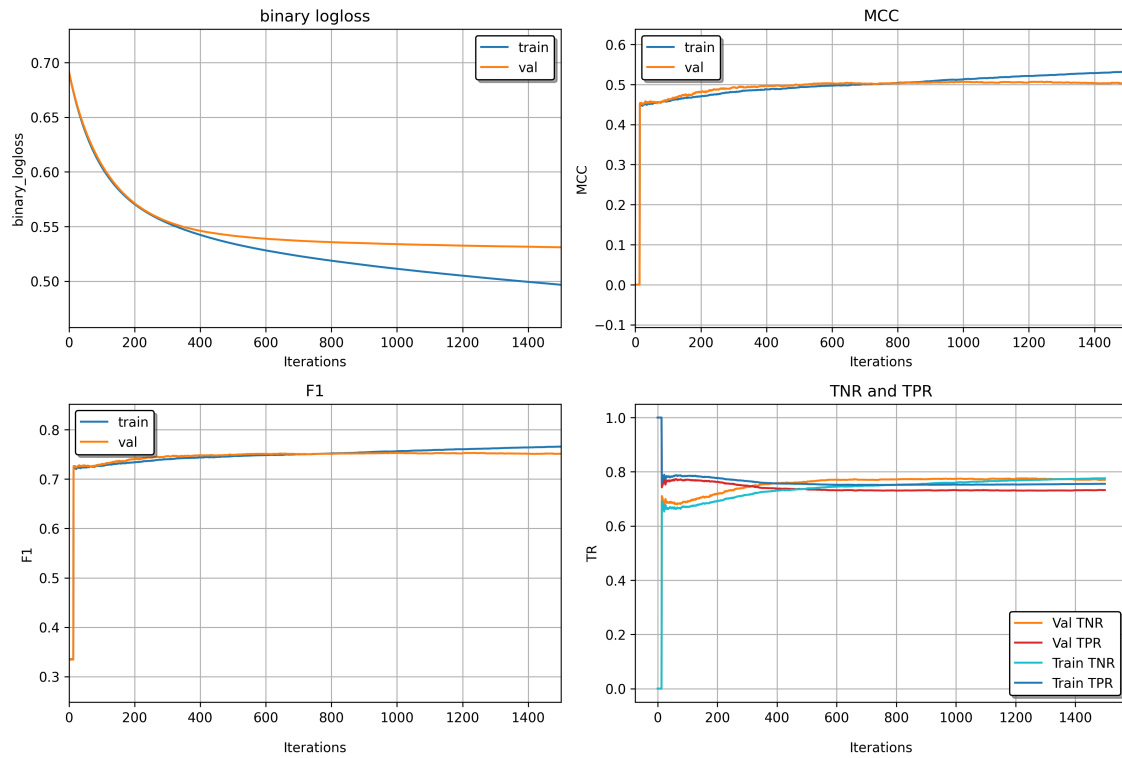 binary logloss
train
val
0.70
0.65
0.60
0.55
0.50
binary_logloss
0 200 400 600 800 1000 1200 1400
Iterations
MCC
train
val
0.6
0.5
0.4
0.3
0.2
0.1
0.0
−0.1
MCC
0 200 400 600 800 1000 1200 1400
Iterations
F1
train
val
0.8
0.7
0.6
0.5
0.4
0.3
F1
0 200 400 600 800 1000 1200 1400
Iterations
TNR and TPR
1.0
0.8
0.6
0.4
0.2
0.0
TR
Val TNR
Val TPR
Train TNR
Train TPR
0 200 400 600 800 1000 1200 1400
Iterations